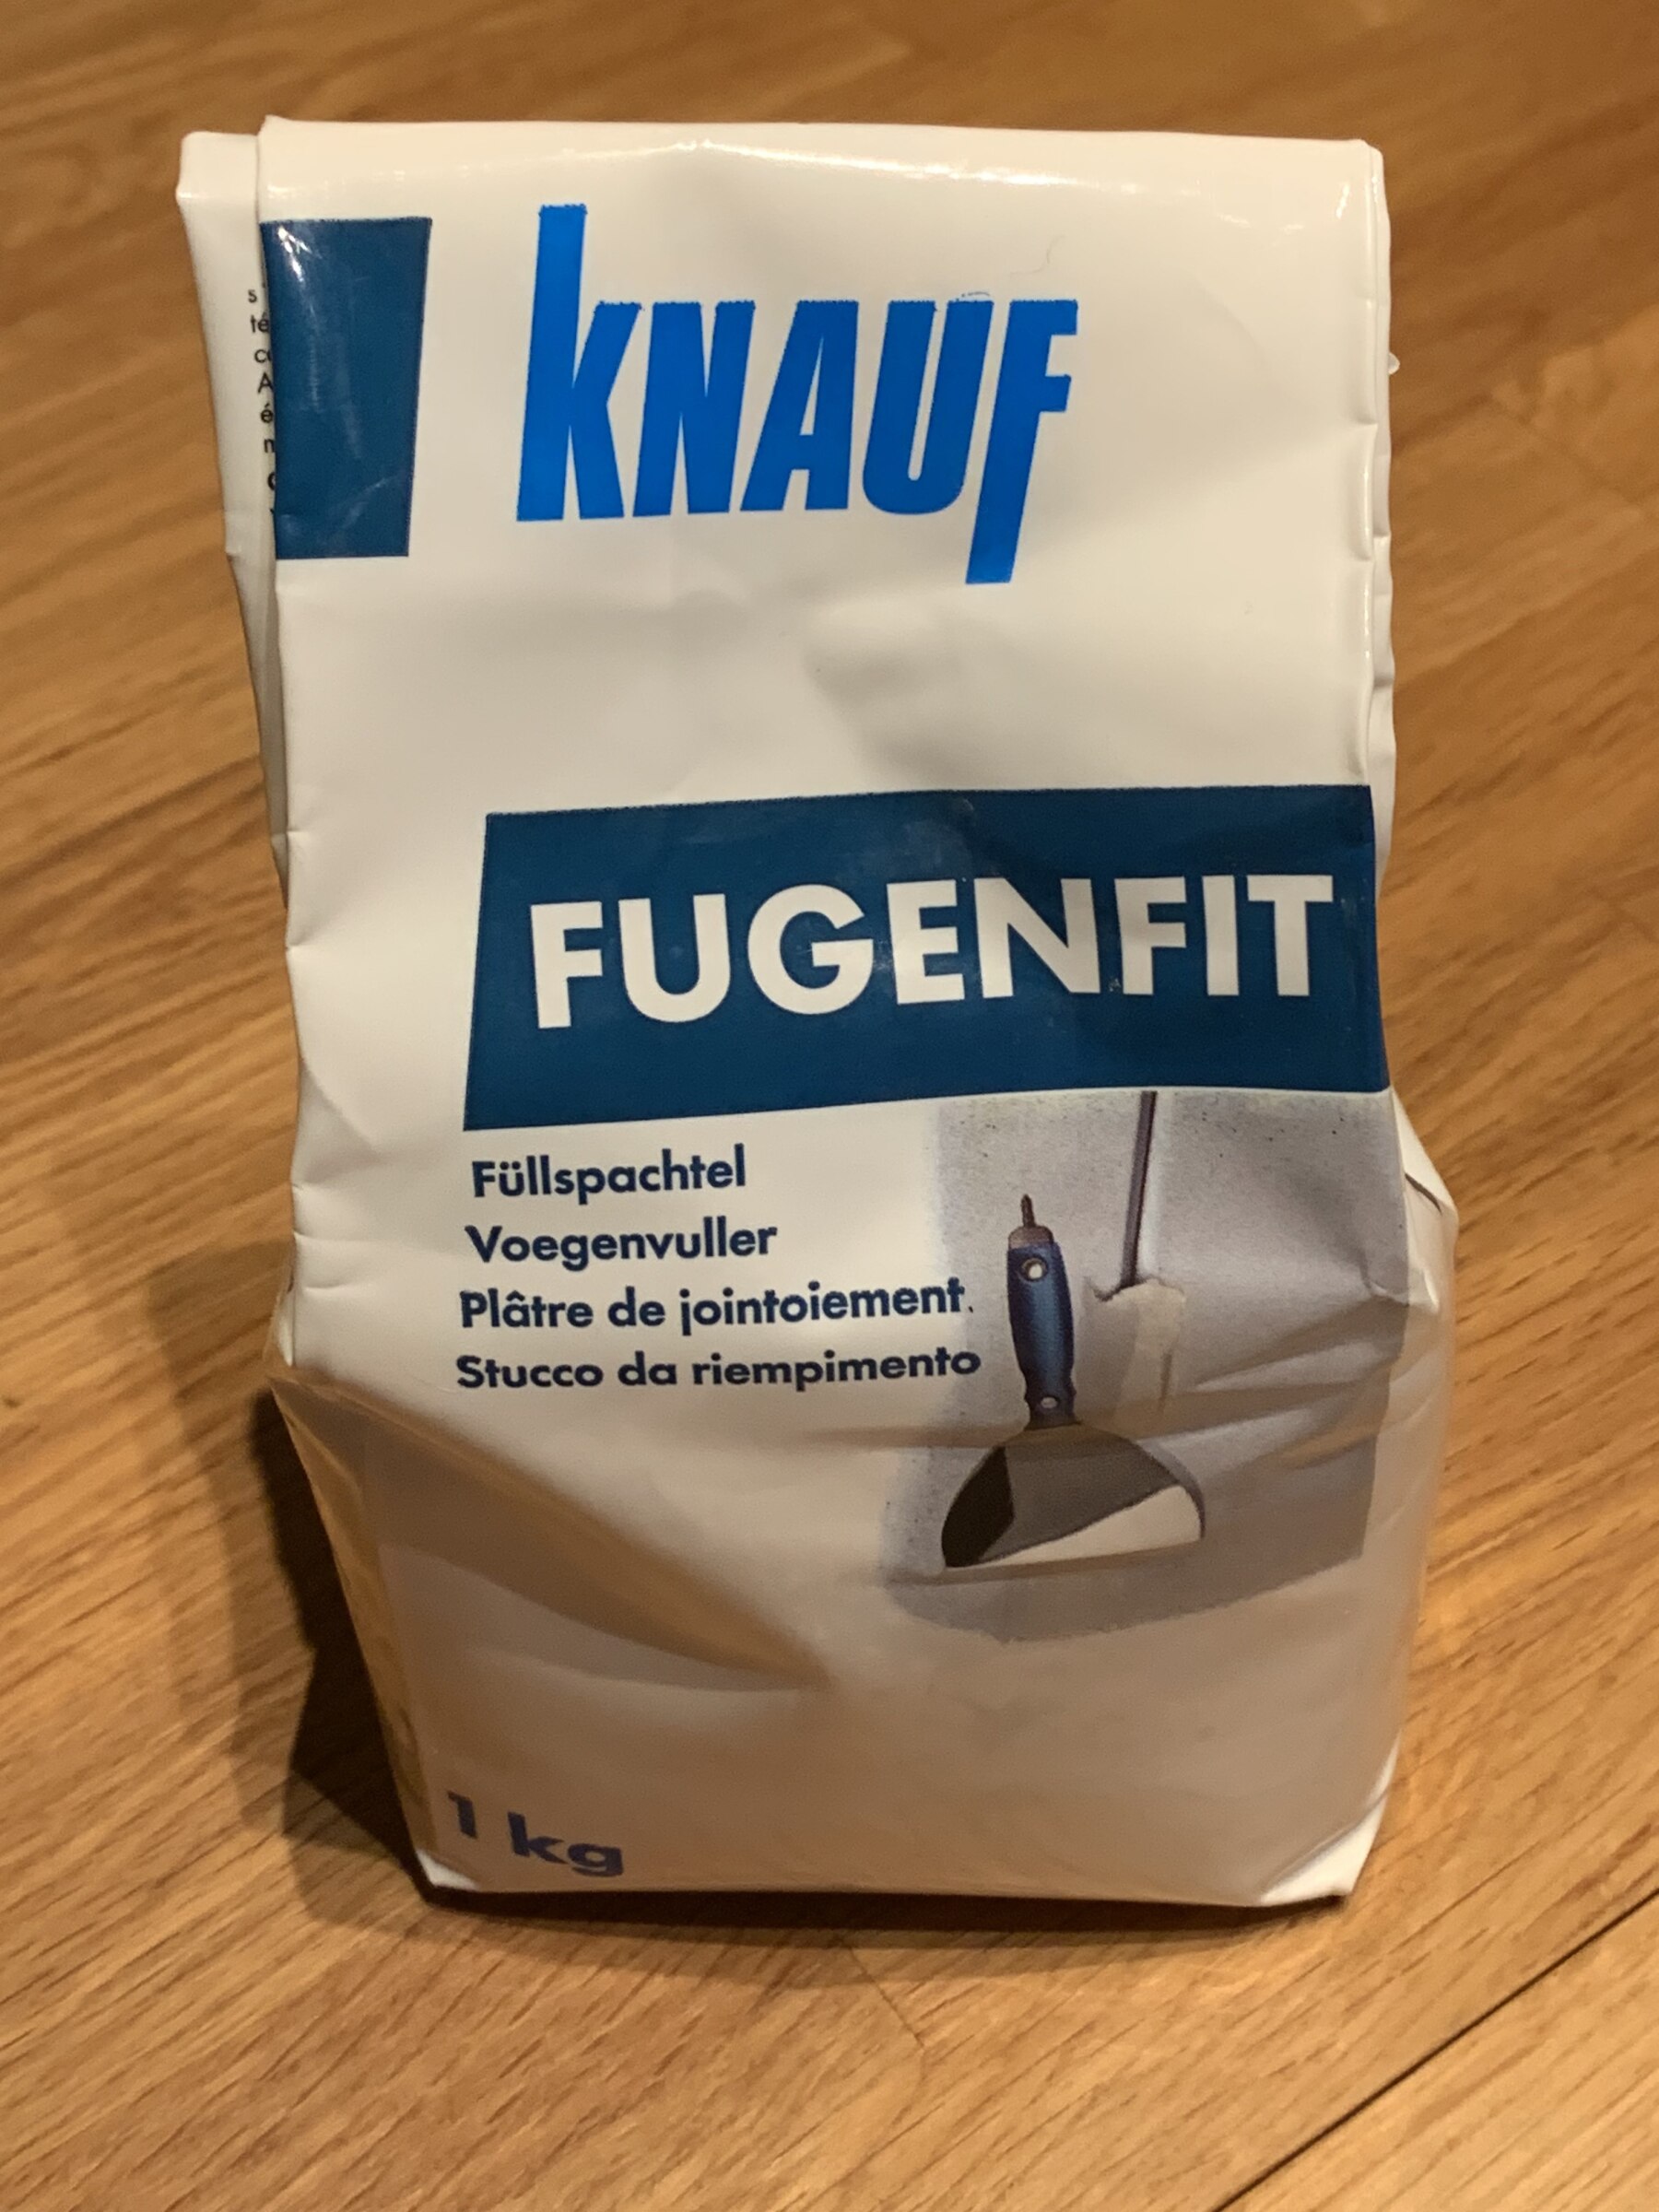 KNAUF
FUGENFIT
Füllspachtel
Voegenvuller
Plâtre de jointoiement.
Stucco da riempimento
1 kg